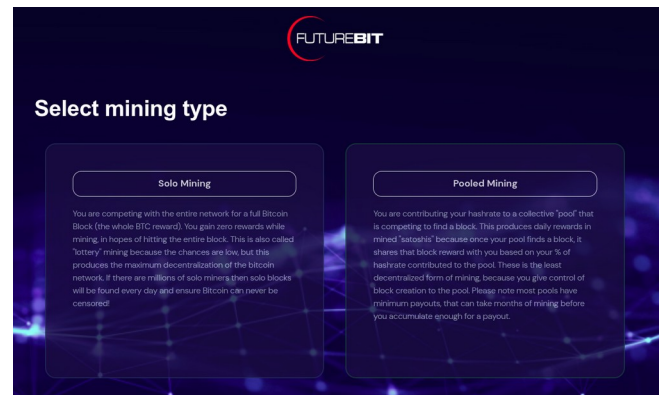 FUTUREBIT
Select mining type
Solo Mining
You are competing with the entire network for a full Bitcoin
Block (the whole BTC reward). You gain zero rewards while
mining, in hopes of hitting the entire block. This is also called
"lottery" mining because the chances are low, but this
produces the maximum decentralization of the bitcoin
network. If there are millions of solo miners then solo blocks
will be found every day and ensure Bitcoin can never be
censored!
Pooled Mining
You are contributing your hashrate to a collective "pool" that
is competing to find a block. This produces daily rewards in
mined "satoshis" because once your pool finds a block, it
shares that block reward with you based on your % of
hashrate contributed to the pool. These is the least
decentralized form of mining, because you give control of
block creation to the pool. Please note most pools have
minimum payouts, that can take months of mining before
you accumulate enough for a payout.